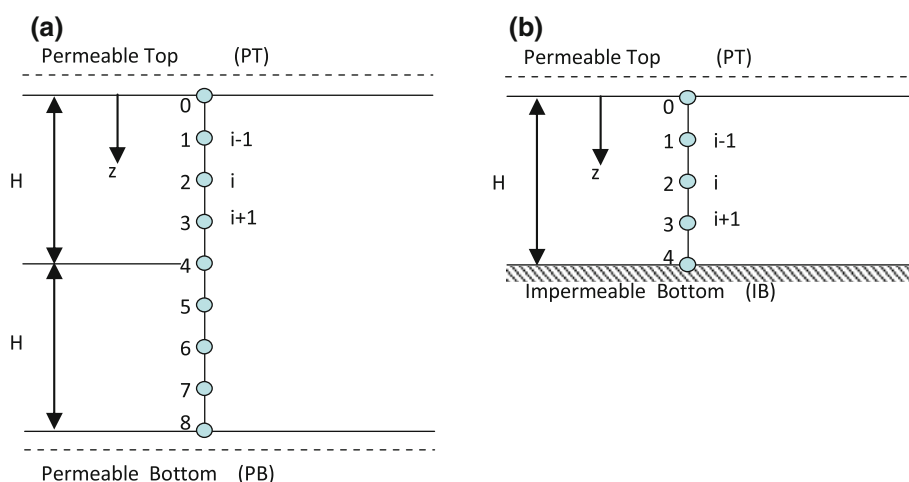 (a)
Permeable Top (PT)
0
1 i-1
z
H 2 i
3 i+1
4
5
H 6
7
8
Permeable Bottom (PB)
(b)
Permeable Top (PT)
0
1 i-1
z
H 2 i
3 i+1
4
Impermeable Bottom (IB)